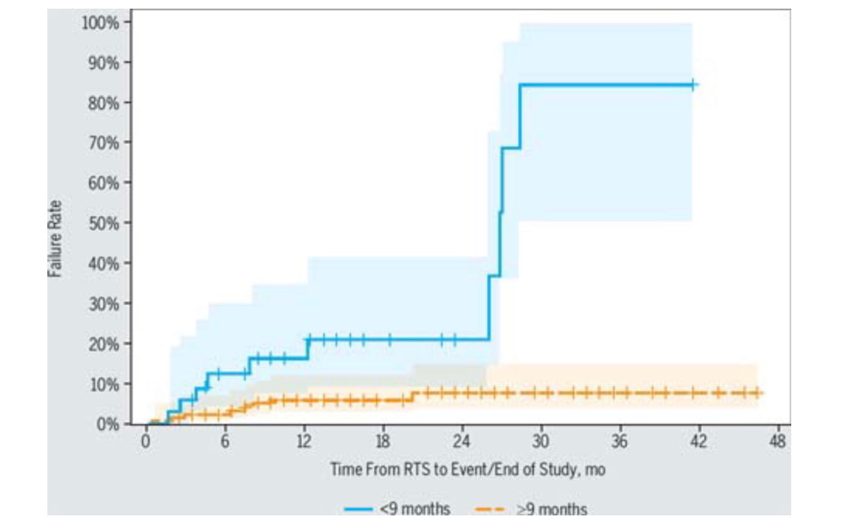 100%
90%
80%
70%
60%
50%
40%
30%
20%
10%
0%
Failure Rate
0 6 12 18 24 30 36 42 48
Time From RTS to Event/End of Study, mo
<9 months ≥9 months